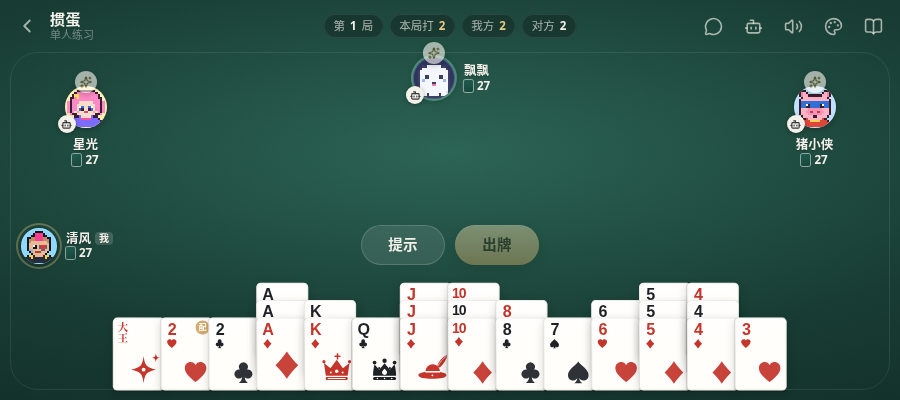 掼蛋
单人练习
第 1 局
本局打 2
我方 2
对方 2
飘飘
27
星光
27
猪小侠
27
清风 我
27
提示
出牌
A J 10 5 4
A K J 10 8 6 5 4
大王 2 配 2 A K Q J 10 8 7 6 5 4 3